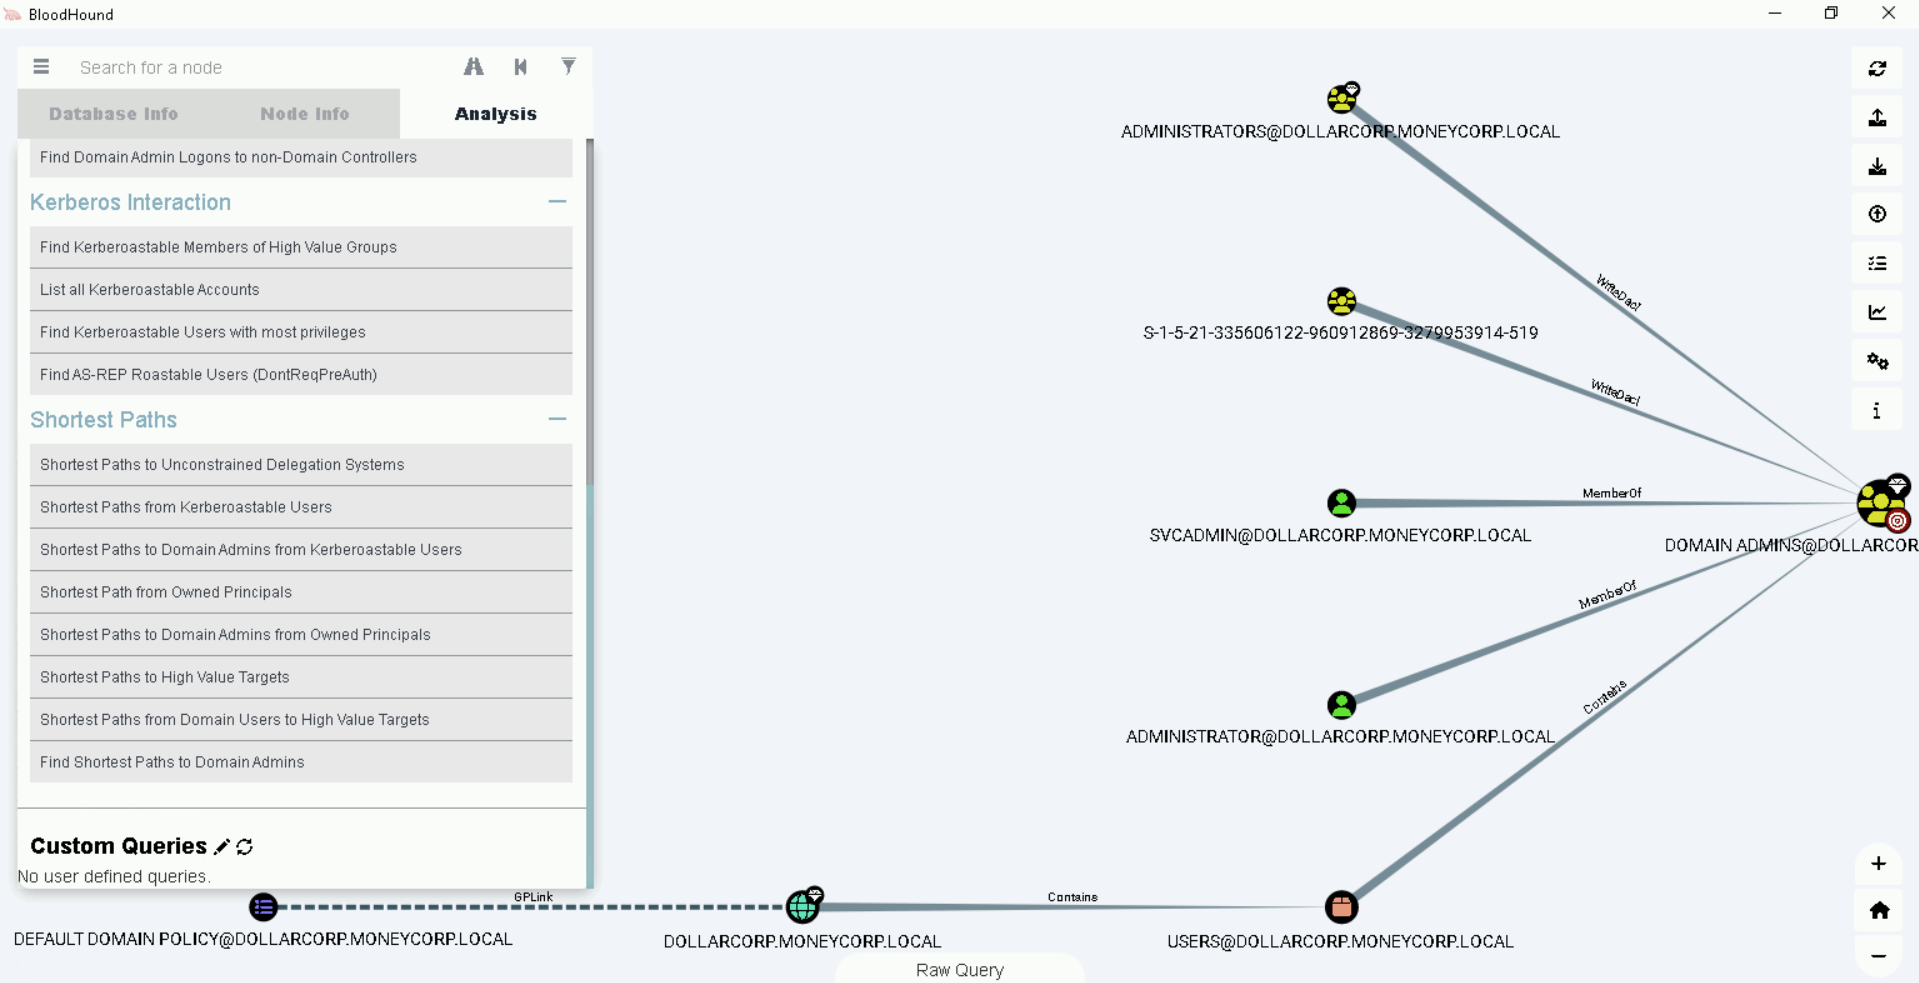 BloodHound
Search for a node
Database Info
Node Info
Analysis
Find Domain Admin Logons to non-Domain Controllers
Kerberos Interaction
Find Kerberoastable Members of High Value Groups
List all Kerberoastable Accounts
Find Kerberoastable Users with most privileges
Find AS-REP Roastable Users (DontReqPreAuth)
Shortest Paths
Shortest Paths to Unconstrained Delegation Systems
Shortest Paths from Kerberoastable Users
Shortest Paths to Domain Admins from Kerberoastable Users
Shortest Path from Owned Principals
Shortest Paths to Domain Admins from Owned Principals
Shortest Paths to High Value Targets
Shortest Paths from Domain Users to High Value Targets
Find Shortest Paths to Domain Admins
Custom Queries
No user defined queries.
ADMINISTRATORS@DOLLARCORP.MONEYCORP.LOCAL
WriteDacl
S-1-5-21-335606122-960912869-3279953914-519
WriteDacl
MemberOf
SVCADMIN@DOLLARCORP.MONEYCORP.LOCAL
DOMAIN ADMINS@DOLLARCOR
MemberOf
ADMINISTRATOR@DOLLARCORP.MONEYCORP.LOCAL
Contains
GPLink
Contains
DEFAULT DOMAIN POLICY@DOLLARCORP.MONEYCORP.LOCAL
DOLLARCORP.MONEYCORP.LOCAL
USERS@DOLLARCORP.MONEYCORP.LOCAL
Raw Query